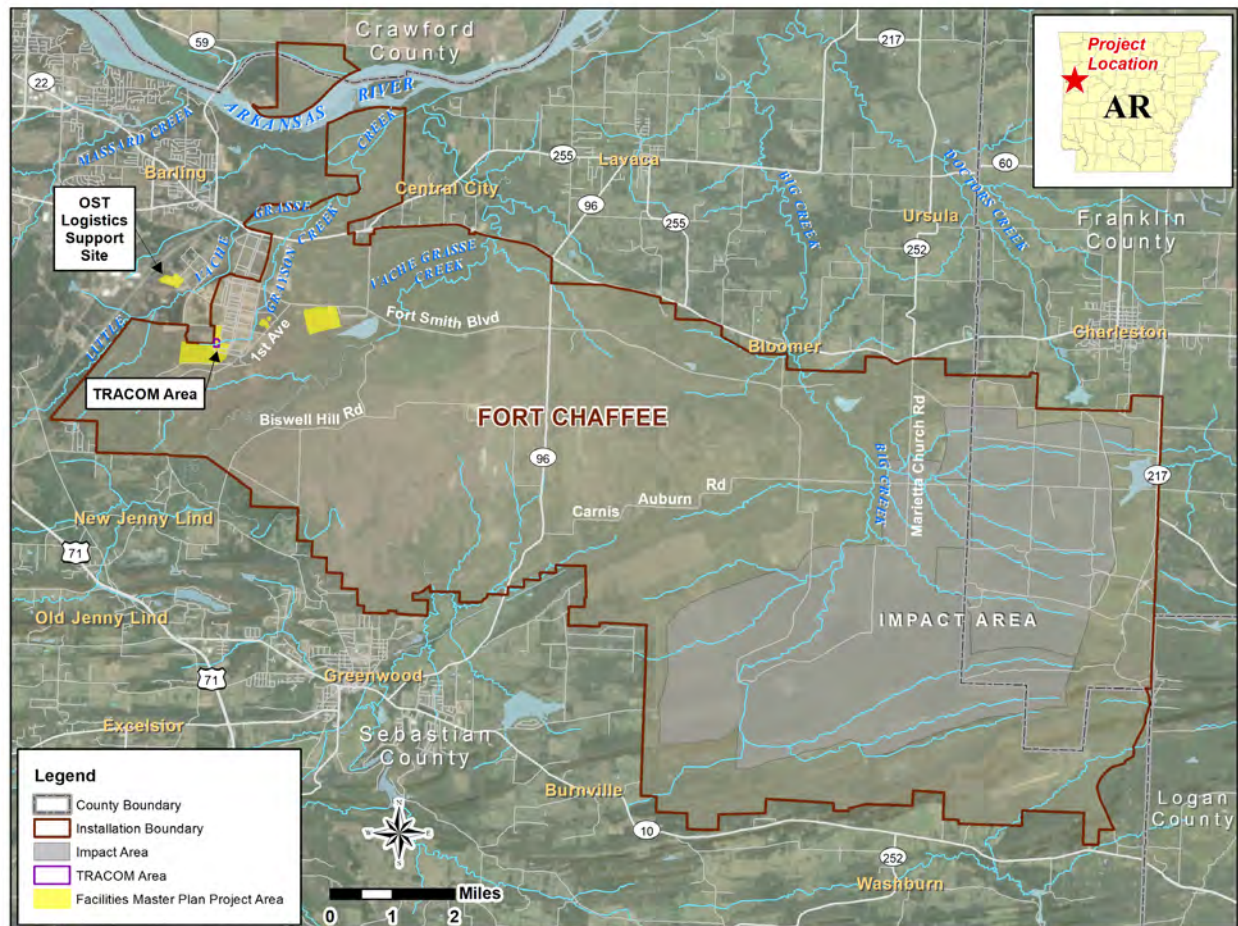 Crawford
County
59
217
22
ARKANSAS RIVER
CREEK
MASSARD CREEK
Barling
255
Lavaca
60
Central City
96
255
BIG CREEK
DOCTORS CREEK
Ursula
Franklin
County
252
OST
Logistics
Support
Site
GRASSE
VACHE
LITTLE
GRAYSON CREEK
VACHE GRASSE
CREEK
Fort Smith Blvd
1st Ave
Charleston
Bloomer
TRACOM Area
Biswell Hill Rd
FORT CHAFFEE
Marietta Church Rd
96
BIG CREEK
217
Carnis Auburn Rd
New Jenny Lind
71
Old Jenny Lind
IMPACT AREA
71
Greenwood
Excelsior
Sebastian
County
Burnville
10
Logan
County
252
Washburn
Project
Location
AR
Legend
County Boundary
Installation Boundary
Impact Area
TRACOM Area
Facilities Master Plan Project Area
N
Miles
0 1 2